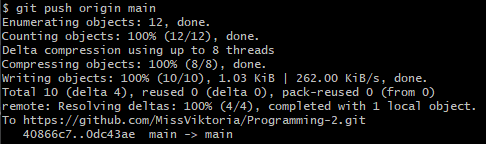 $ git push origin main
Enumerating objects: 12, done.
Counting objects: 100% (12/12), done.
Delta compression using up to 8 threads
Compressing objects: 100% (8/8), done.
Writing objects: 100% (10/10), 1.03 KiB | 262.00 KiB/s, done.
Total 10 (delta 4), reused 0 (delta 0), pack-reused 0 (from 0)
remote: Resolving deltas: 100% (4/4), completed with 1 local object.
To https://github.com/MissViktoria/Programming-2.git
   40866c7..0dc43ae  main -> main